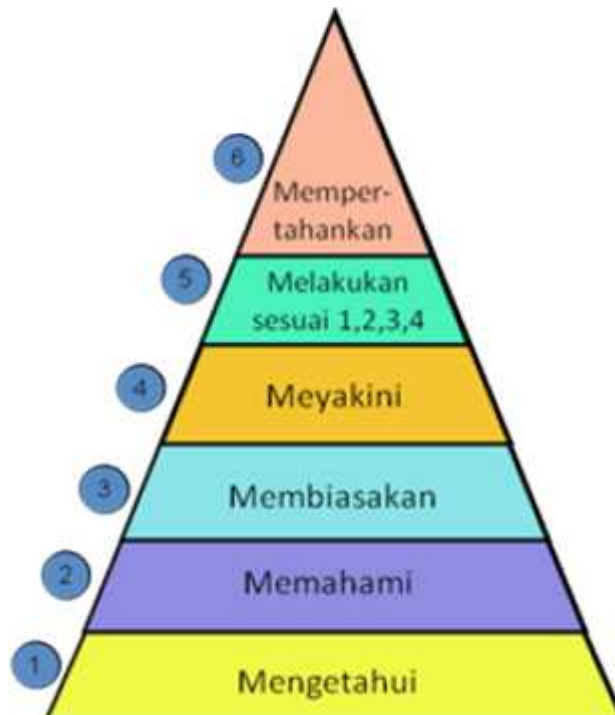 6
Memper-
tahankan
5
Melakukan
sesuai 1,2,3,4
4
Meyakini
3
Membiasakan
2
Memahami
1
Mengetahui